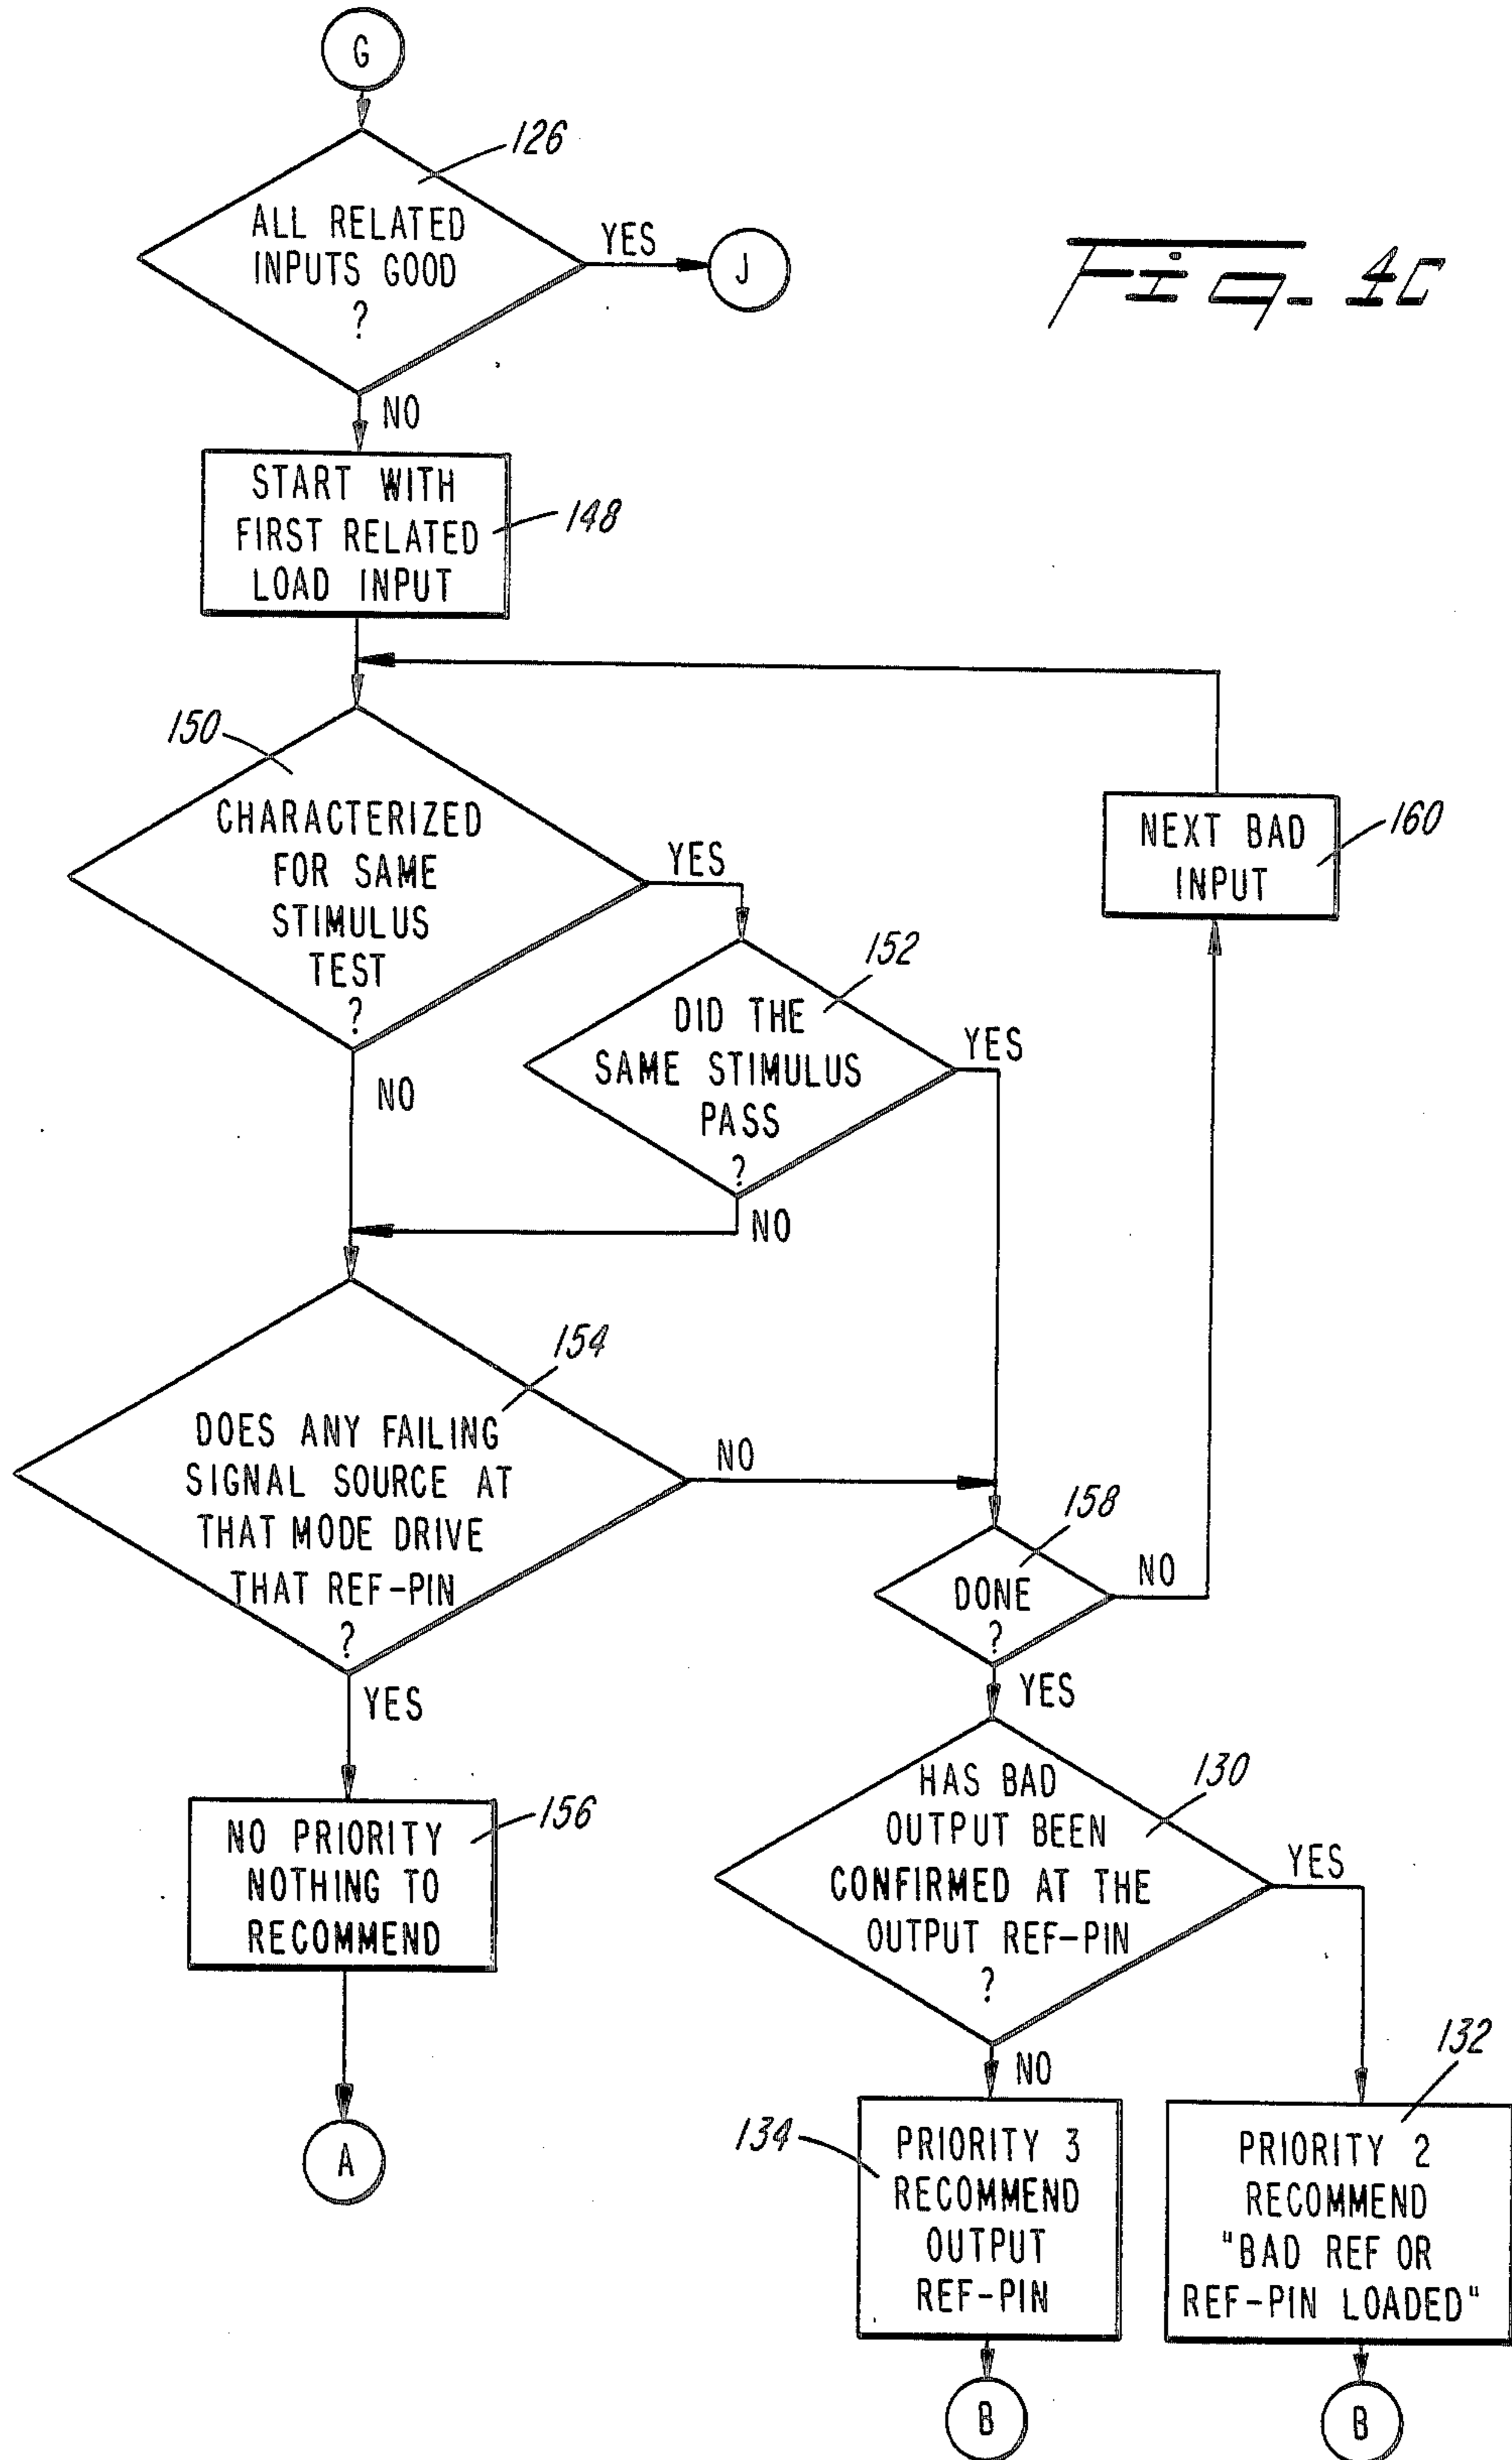 G
126
ALL RELATED
INPUTS GOOD
?
YES
J
Fig. 4C
NO
START WITH
FIRST RELATED
LOAD INPUT
148
150
CHARACTERIZED
FOR SAME
STIMULUS
TEST
?
YES
NO
NEXT BAD
INPUT
160
152
DID THE
SAME STIMULUS
PASS
?
YES
NO
154
DOES ANY FAILING
SIGNAL SOURCE AT
THAT MODE DRIVE
THAT REF-PIN
?
NO
YES
158
DONE
?
NO
YES
156
NO PRIORITY
NOTHING TO
RECOMMEND
A
130
HAS BAD
OUTPUT BEEN
CONFIRMED AT THE
OUTPUT REF-PIN
?
YES
NO
134
PRIORITY 3
RECOMMEND
OUTPUT
REF-PIN
B
132
PRIORITY 2
RECOMMEND
"BAD REF OR
REF-PIN LOADED"
B